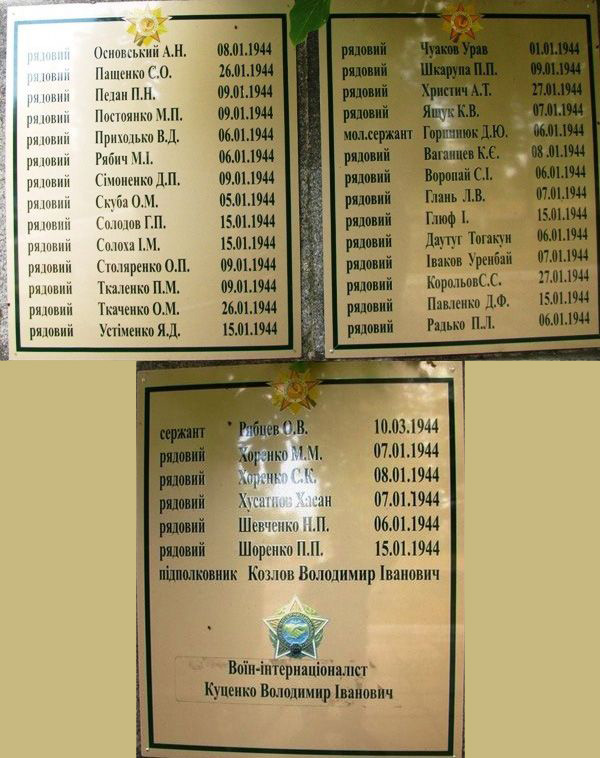 рядовий Основський А.Н. 08.01.1944
рядовий Пащенко С.О. 26.01.1944
рядовий Педан П.Н. 09.01.1944
рядовий Постоянко М.П. 09.01.1944
рядовий Приходько В.Д. 06.01.1944
рядовий Рябич М.І. 06.01.1944
рядовий Сімоненко Д.П. 09.01.1944
рядовий Скуба О.М. 05.01.1944
рядовий Солодов Г.П. 15.01.1944
рядовий Солоха І.М. 15.01.1944
рядовий Столяренко О.П. 09.01.1944
рядовий Ткаленко П.М. 09.01.1944
рядовий Ткаченко О.М. 26.01.1944
рядовий Устіменко Я.Д. 15.01.1944
рядовий Чуаков Урав 01.01.1944
рядовий Шкарупа П.П. 09.01.1944
рядовий Христич А.Т. 27.01.1944
рядовий Ящук К.В. 07.01.1944
мол.сержант Д.Ю. 06.01.1944
рядовий Ваганцев К.Є. 08.01.1944
рядовий Воропай С.І. 06.01.1944
рядовий Глань Л.В. 07.01.1944
рядовий Глюф І. 15.01.1944
рядовий Даутуг Тогакун 06.01.1944
рядовий Іваков Уренбай 07.01.1944
рядовий Корольов С.С. 27.01.1944
рядовий Павленко Д.Ф. 15.01.1944
рядовий Радько П.Л. 06.01.1944
сержант Рябцев О.В. 10.03.1944
рядовий Хоренко М.М. 07.01.1944
рядовий Хоренко С.К. 08.01.1944
рядовий Хасан 07.01.1944
рядовий Шевченко Н.П. 06.01.1944
рядовий Шоренко П.П. 15.01.1944
підполковник Козлов Володимир Іванович
Воїн-інтернаціоналіст
Куценко Володимир Іванович